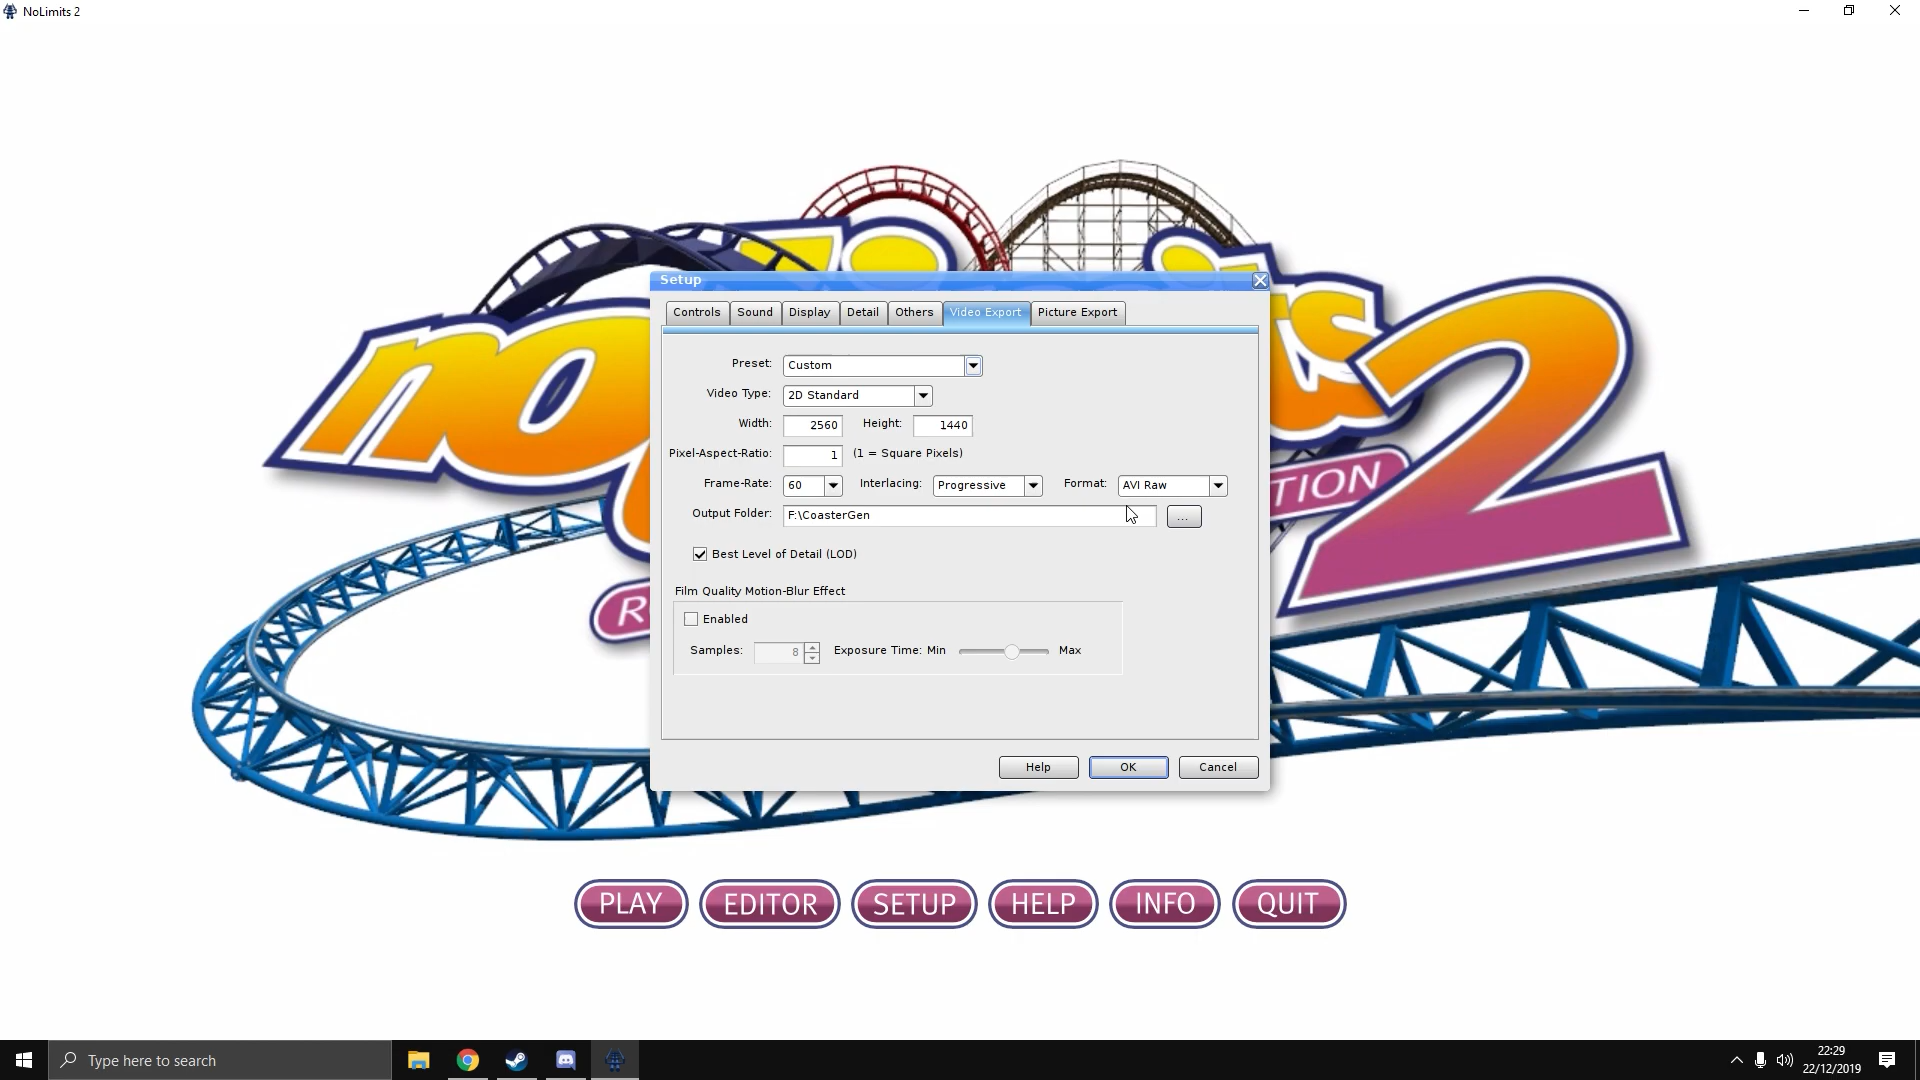 NoLimits 2
no
2
R
TION
Setup
Controls Sound Display Detail Others Video Export Picture Export
Preset: Custom
Video Type: 2D Standard
Width: 2560 Height: 1440
Pixel-Aspect-Ratio: 1 (1 = Square Pixels)
Frame-Rate: 60 Interlacing: Progressive Format: AVI Raw
Output Folder: F:\CoasterGen ...
Best Level of Detail (LOD)
Film Quality Motion-Blur Effect
Enabled
Samples: 8 Exposure Time: Min Max
Help OK Cancel
PLAY EDITOR SETUP HELP INFO QUIT
Type here to search
22:29
22/12/2019